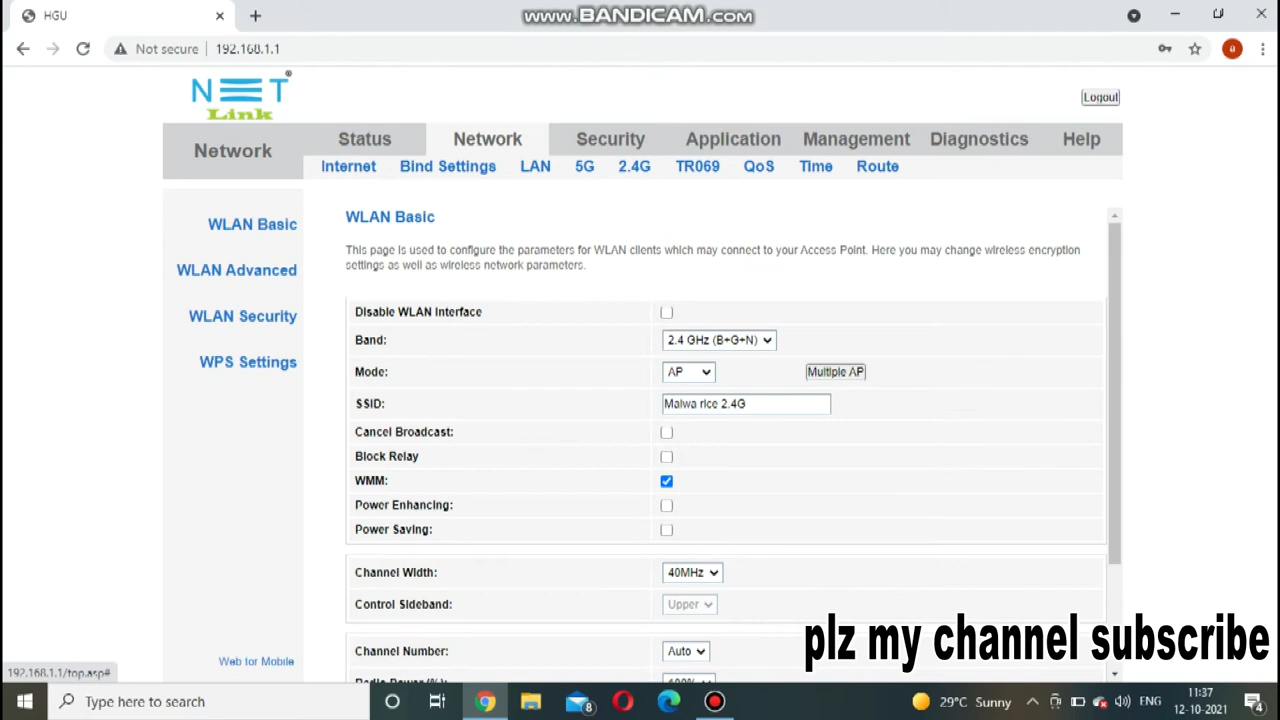 HGU
www.BANDICAM.com
Not secure
192.168.1.1
NET
Link
Logout
Network
Status
Network
Security
Application
Management
Diagnostics
Help
Internet
Bind Settings
LAN
5G
2.4G
TR069
QoS
Time
Route
WLAN Basic
WLAN Advanced
WLAN Security
WPS Settings
WLAN Basic
This page is used to configure the parameters for WLAN clients which may connect to your Access Point. Here you may change wireless encryption
settings as well as wireless network parameters.
Disable WLAN Interface
Band:
2.4 GHz (B+G+N)
Mode:
AP
Multiple AP
SSID:
Malwa rice 2.4G
Cancel Broadcast:
Block Relay
WMM:
Power Enhancing:
Power Saving:
Channel Width:
40MHz
Control Sideband:
Upper
Channel Number:
Auto
Radio Power (%):
100%
Web for Mobile
192.168.1.1/top.asp#
plz my channel subscribe
Type here to search
8
29°C Sunny
ENG
11:37
12-10-2021
4